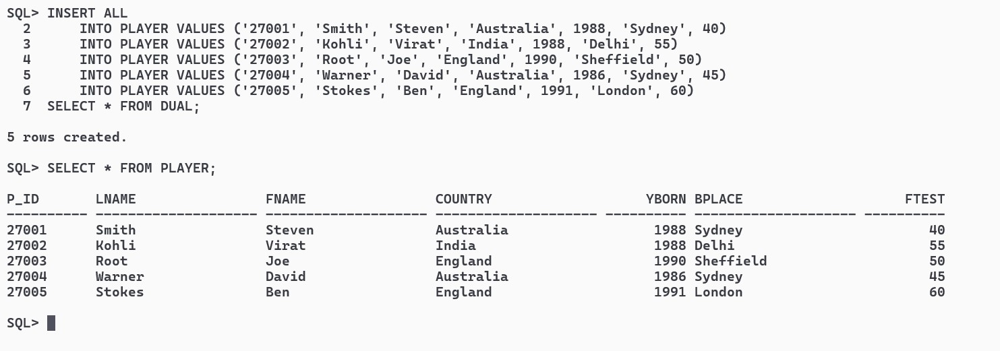 SQL> INSERT ALL
  2      INTO PLAYER VALUES ('27001', 'Smith', 'Steven', 'Australia', 1988, 'Sydney', 40)
  3      INTO PLAYER VALUES ('27002', 'Kohli', 'Virat', 'India', 1988, 'Delhi', 55)
  4      INTO PLAYER VALUES ('27003', 'Root', 'Joe', 'England', 1990, 'Sheffield', 50)
  5      INTO PLAYER VALUES ('27004', 'Warner', 'David', 'Australia', 1986, 'Sydney', 45)
  6      INTO PLAYER VALUES ('27005', 'Stokes', 'Ben', 'England', 1991, 'London', 60)
  7  SELECT * FROM DUAL;

5 rows created.

SQL> SELECT * FROM PLAYER;

P_ID       LNAME                FNAME                COUNTRY                   YBORN BPLACE                    FTEST
---------- -------------------- -------------------- -------------------- ---------- -------------------- ----------
27001      Smith                Steven               Australia                  1988 Sydney                       40
27002      Kohli                Virat                India                      1988 Delhi                        55
27003      Root                 Joe                  England                    1990 Sheffield                    50
27004      Warner               David                Australia                  1986 Sydney                       45
27005      Stokes               Ben                  England                    1991 London                       60

SQL>